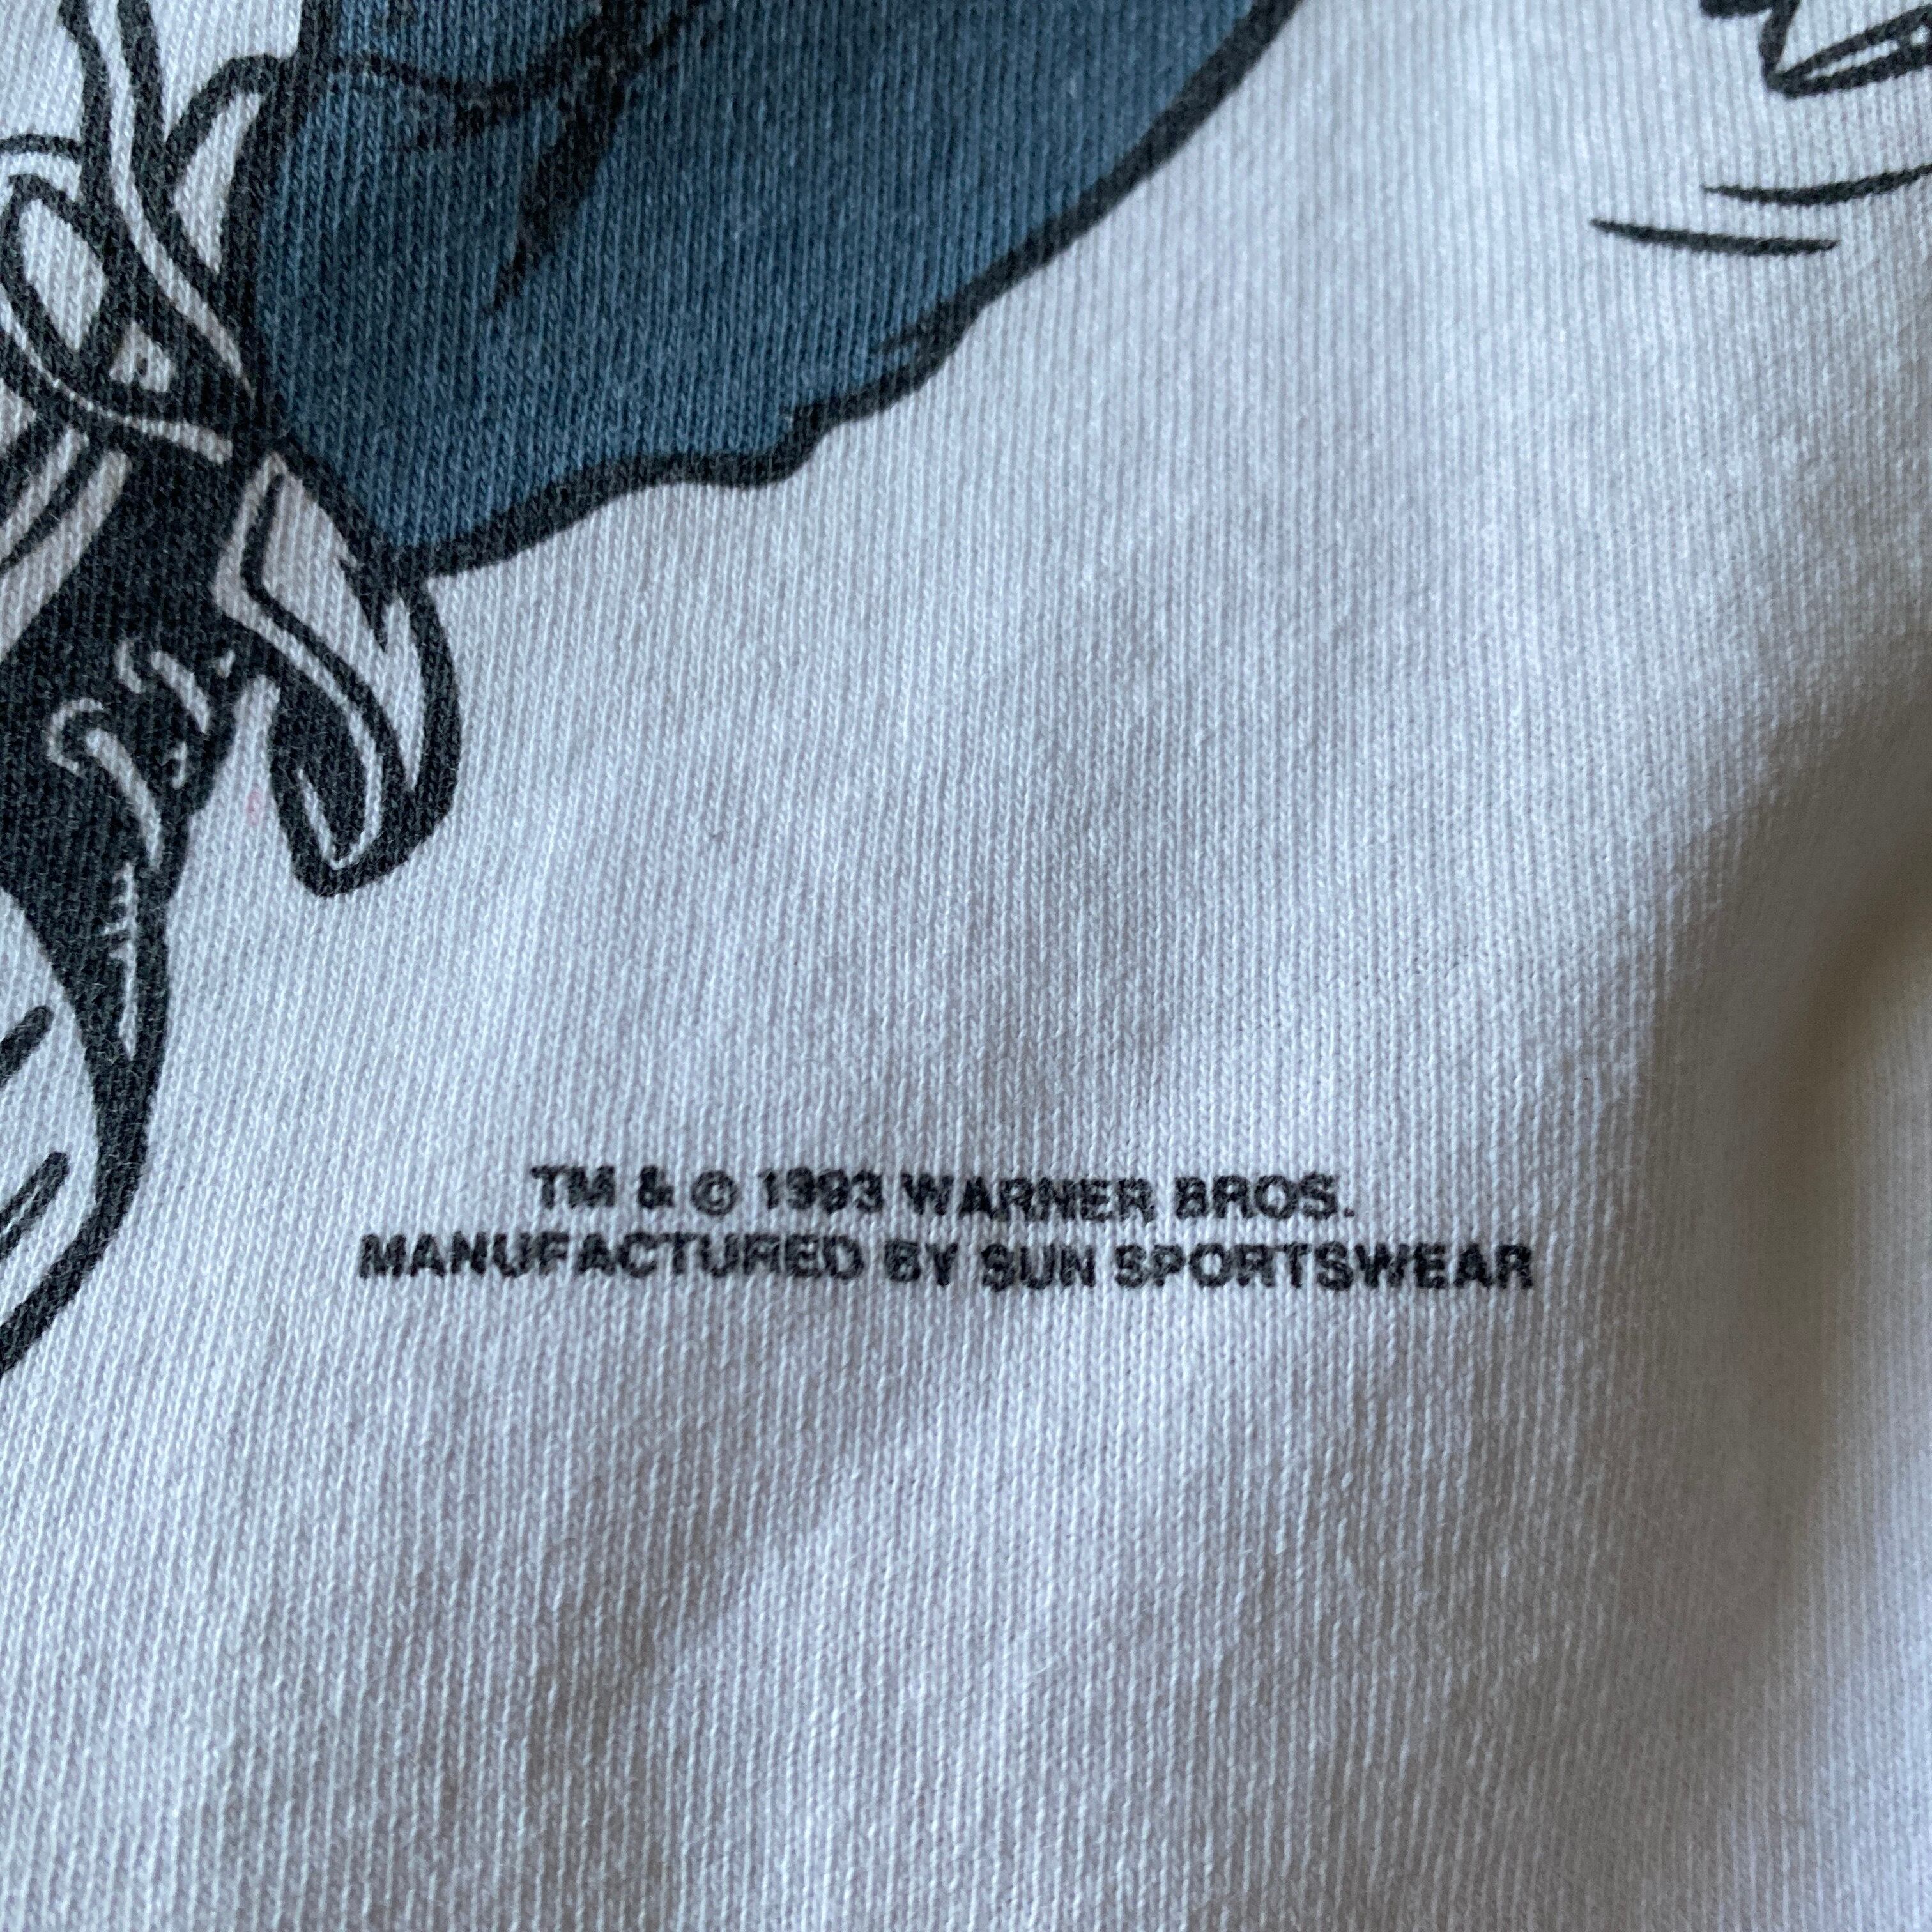 TM & © 1993 WARNER BROS.
MANUFACTURED BY SUN SPORTSWEAR